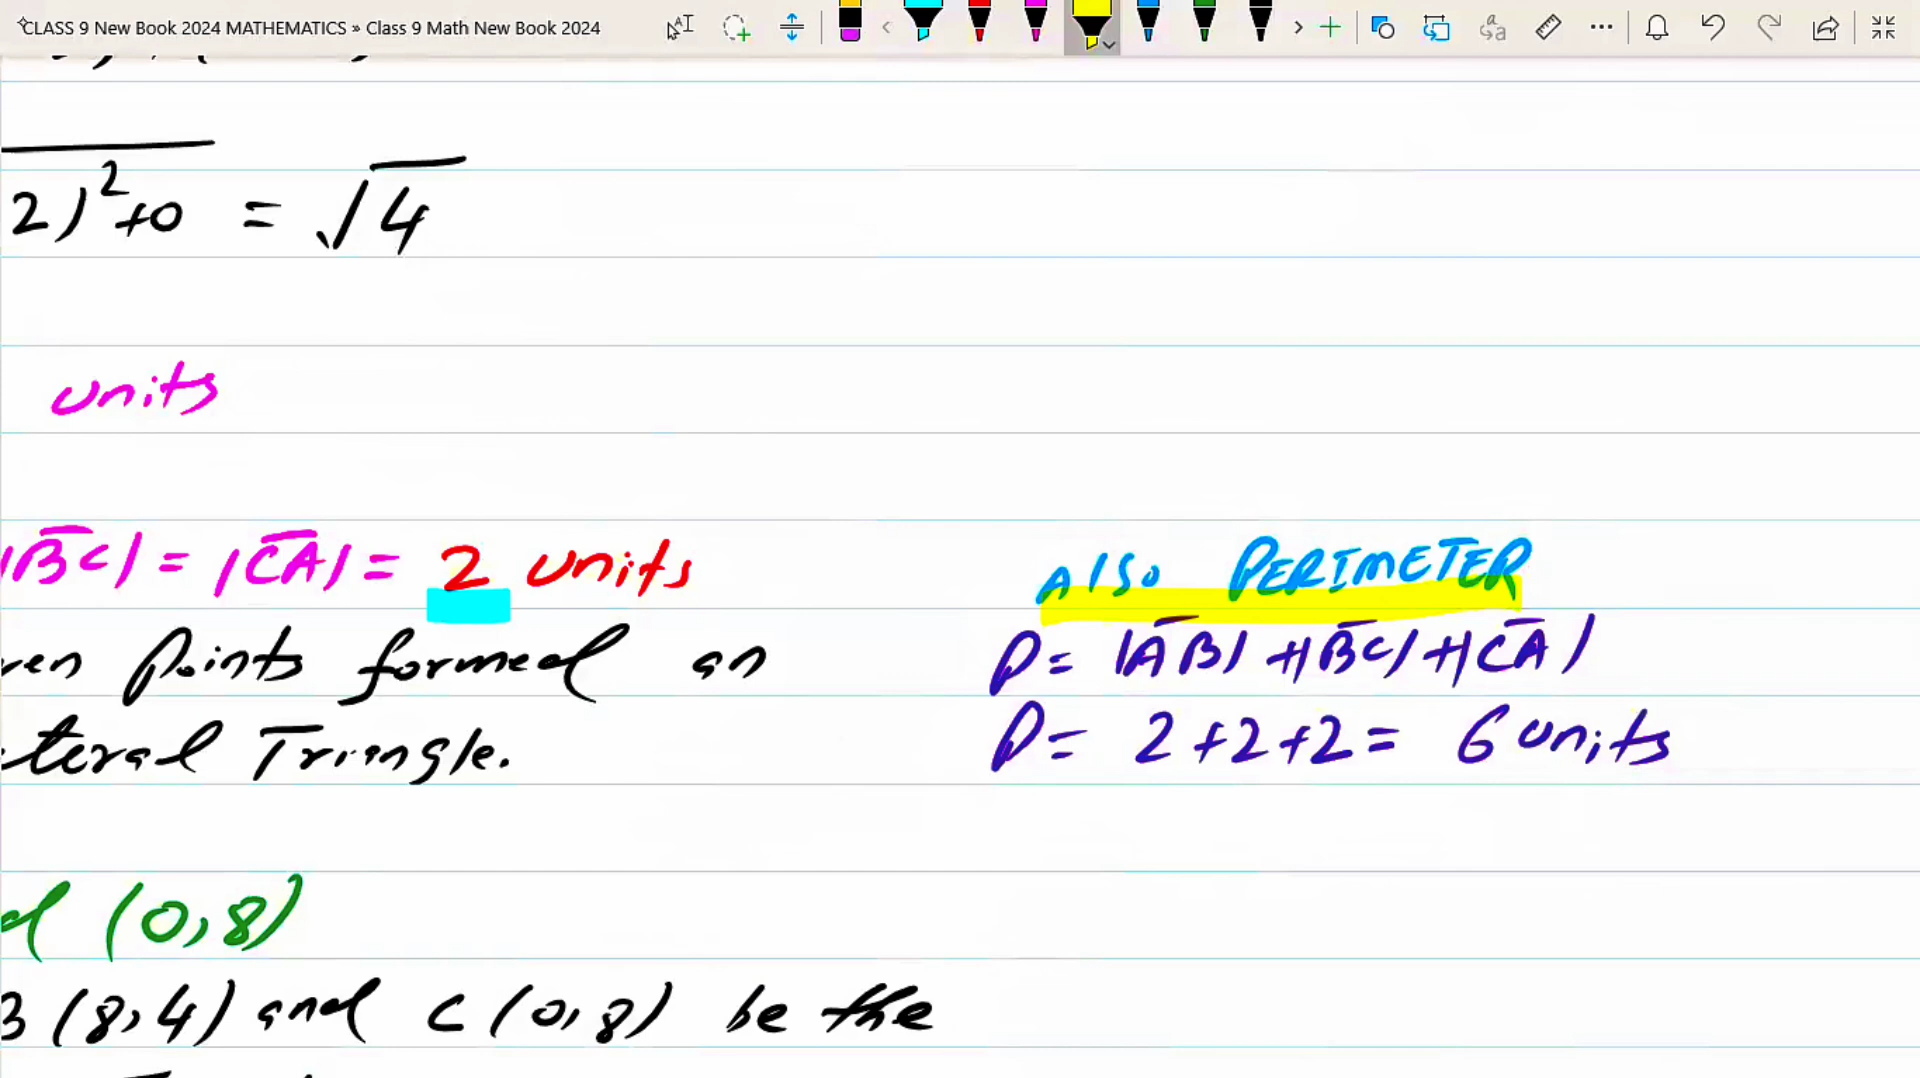 CLASS 9 New Book 2024 MATHEMATICS » Class 9 Math New Book 2024
2)²+0 = √4
units
|BC| = |CA| = 2 units
ven Points formed an
teral Triangle.
Also PERIMETER
P = |AB| + |BC| + |CA|
P = 2+2+2 = 6 units
d (0,8)
B (8,4) and C (0,8) be the